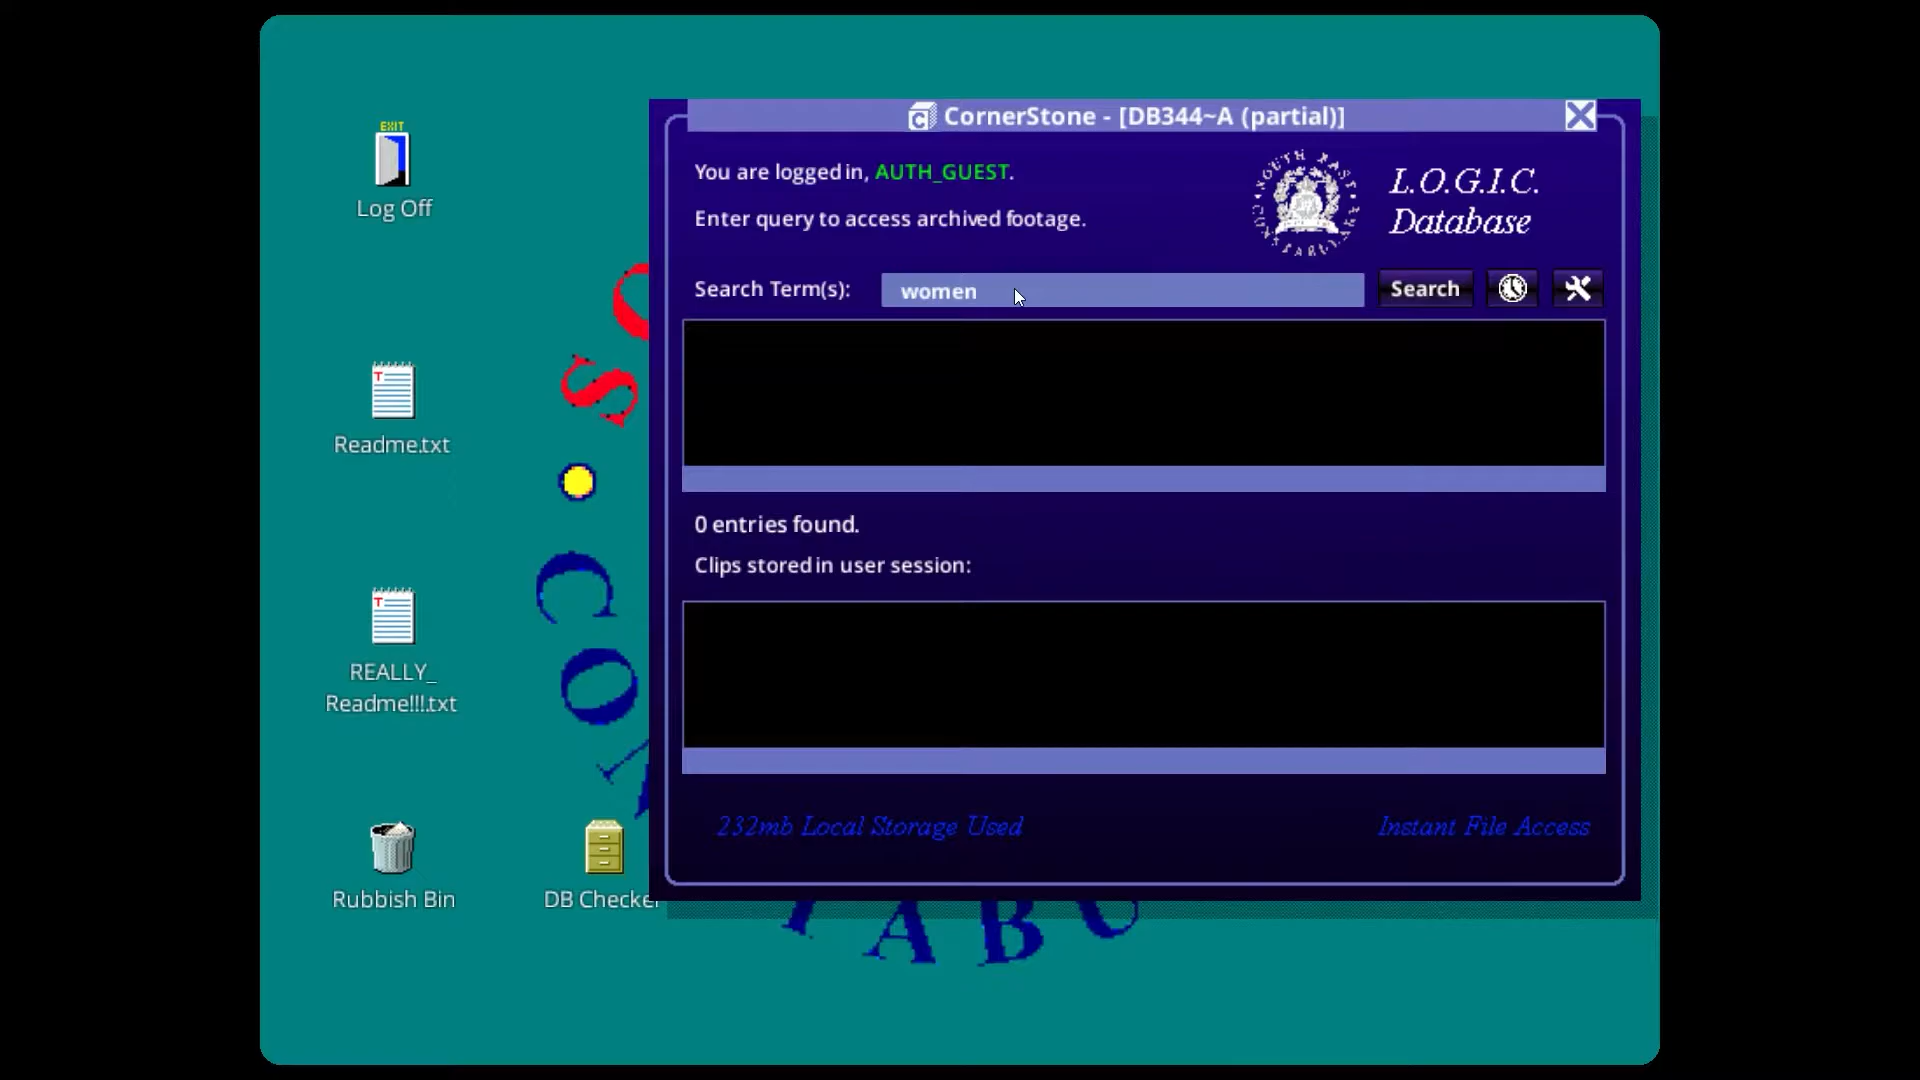 CornerStone - [DB344~A (partial)]
EXIT
You are logged in, AUTH_GUEST.
L.O.G.I.C.
Database
Log Off
Enter query to access archived footage.
Search Term(s): women Search
Readme.txt
0 entries found.
Clips stored in user session:
REALLY_
Readme!!!.txt
232mb Local Storage Used Instant File Access
Rubbish Bin